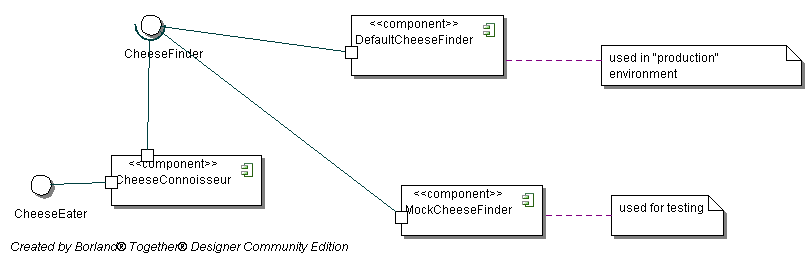 <<component>>
DefaultCheeseFinder
CheeseFinder
used in "production"
environment
<<component>>
CheeseConnoisseur
CheeseEater
<<component>>
MockCheeseFinder
used for testing
Created by Borland® Together® Designer Community Edition